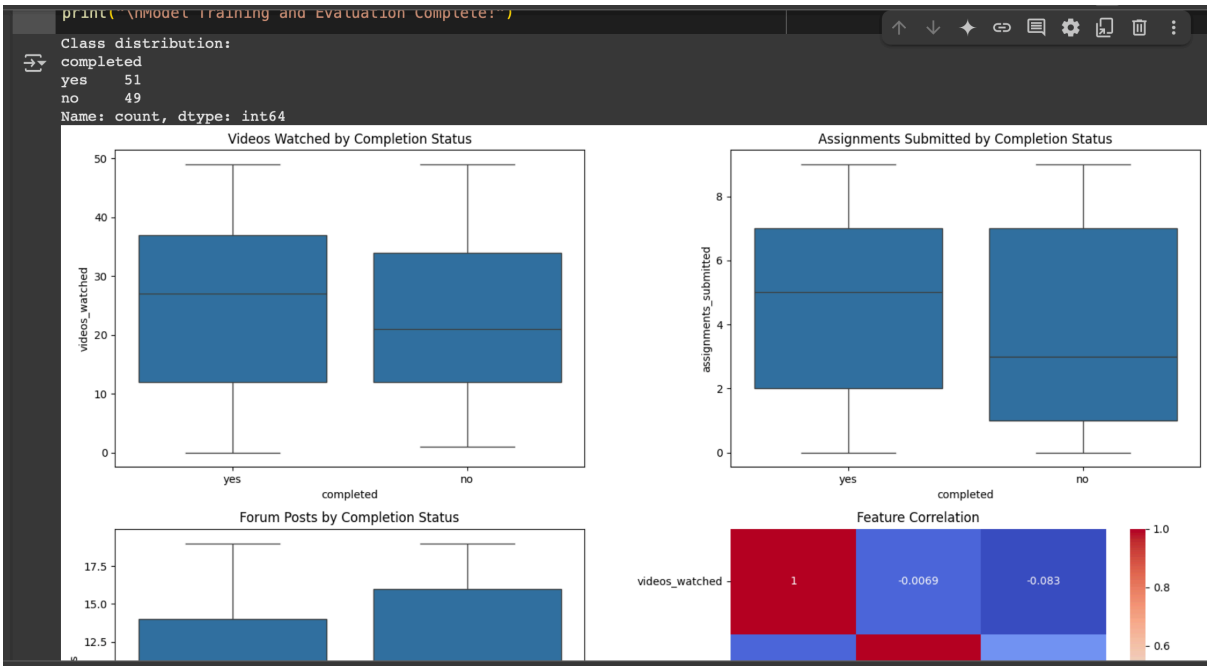 print("\nModel Training and Evaluation Complete!")
Class distribution:
completed
yes 51
no 49
Name: count, dtype: int64
Videos Watched by Completion Status
50
40
30
20
10
0
videos_watched
yes no
completed
Assignments Submitted by Completion Status
8
6
4
2
0
assignments_submitted
yes no
completed
Forum Posts by Completion Status
17.5
15.0
12.5
Feature Correlation
videos_watched
1 -0.0069 -0.083
1.0
0.8
0.6